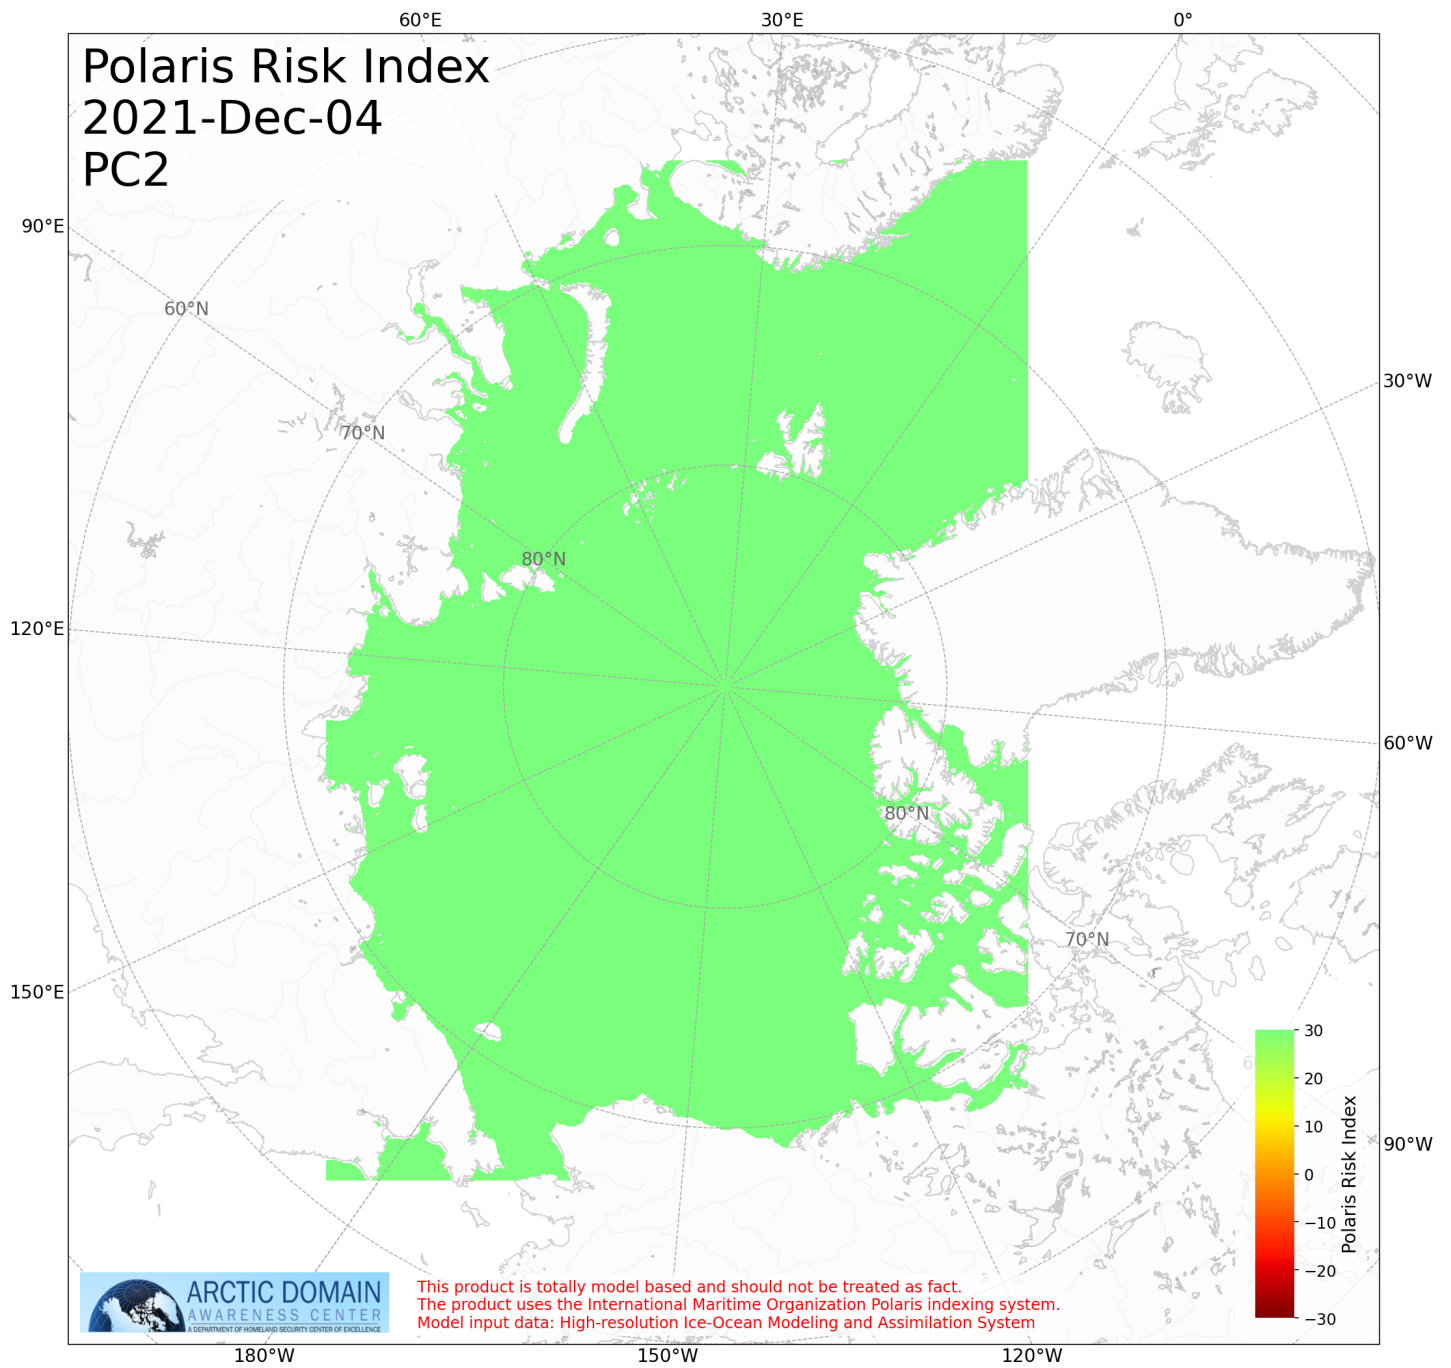 60°E 30°E 0°
Polaris Risk Index
2021-Dec-04
PC2
90°E
60°N
30°W
70°N
80°N
120°E
60°W
80°N
70°N
150°E
30
20
10
0
−10
−20
−30
Polaris Risk Index
90°W
ARCTIC DOMAIN
AWARENESS CENTER
A DEPARTMENT OF HOMELAND SECURITY CENTER OF EXCELLENCE
This product is totally model based and should not be treated as fact.
The product uses the International Maritime Organization Polaris indexing system.
Model input data: High-resolution Ice-Ocean Modeling and Assimilation System
180°W 150°W 120°W